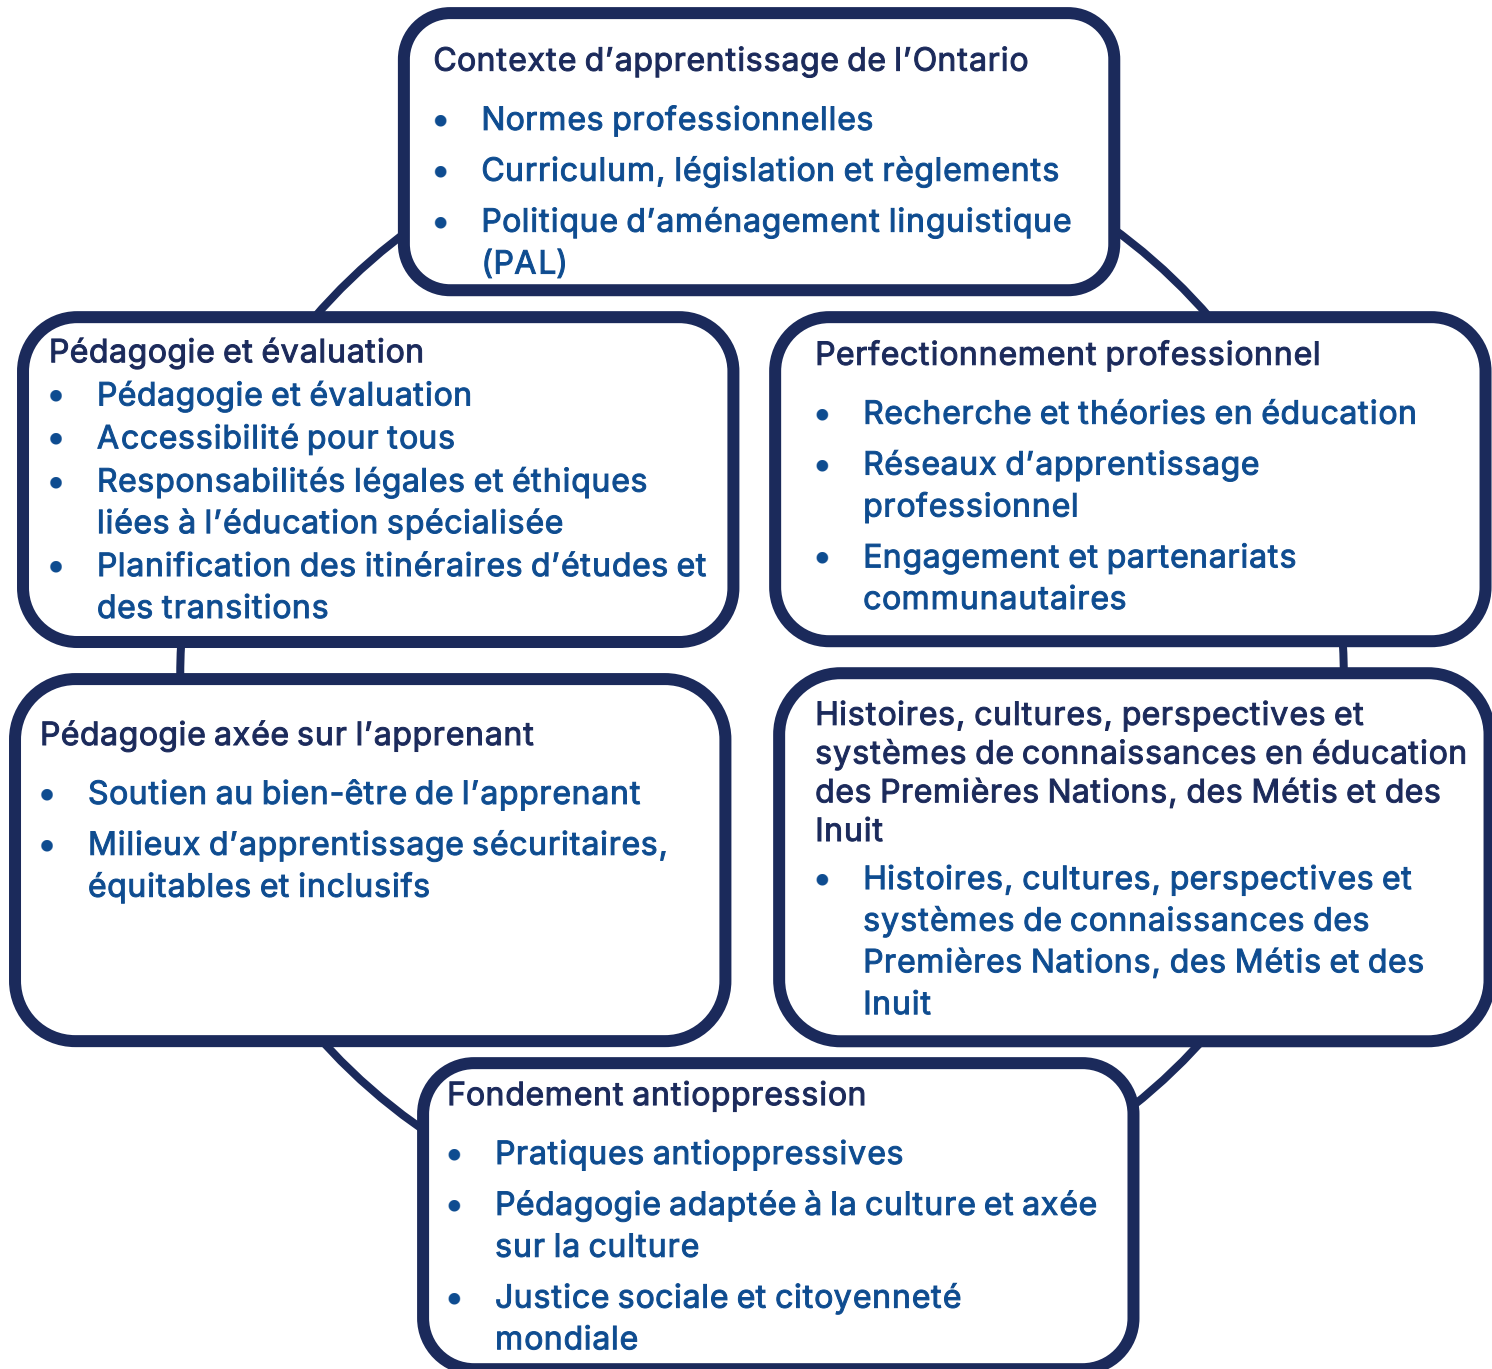 Contexte d’apprentissage de l’Ontario
• Normes professionnelles
• Curriculum, législation et règlements
• Politique d’aménagement linguistique
(PAL)
Pédagogie et évaluation
• Pédagogie et évaluation
• Accessibilité pour tous
• Responsabilités légales et éthiques
liées à l’éducation spécialisée
• Planification des itinéraires d’études et
des transitions
Perfectionnement professionnel
• Recherche et théories en éducation
• Réseaux d’apprentissage
professionnel
• Engagement et partenariats
communautaires
Pédagogie axée sur l’apprenant
• Soutien au bien-être de l’apprenant
• Milieux d’apprentissage sécuritaires,
équitables et inclusifs
Histoires, cultures, perspectives et
systèmes de connaissances en éducation
des Premières Nations, des Métis et des
Inuit
• Histoires, cultures, perspectives et
systèmes de connaissances des
Premières Nations, des Métis et des
Inuit
Fondement antioppression
• Pratiques antioppressives
• Pédagogie adaptée à la culture et axée
sur la culture
• Justice sociale et citoyenneté
mondiale